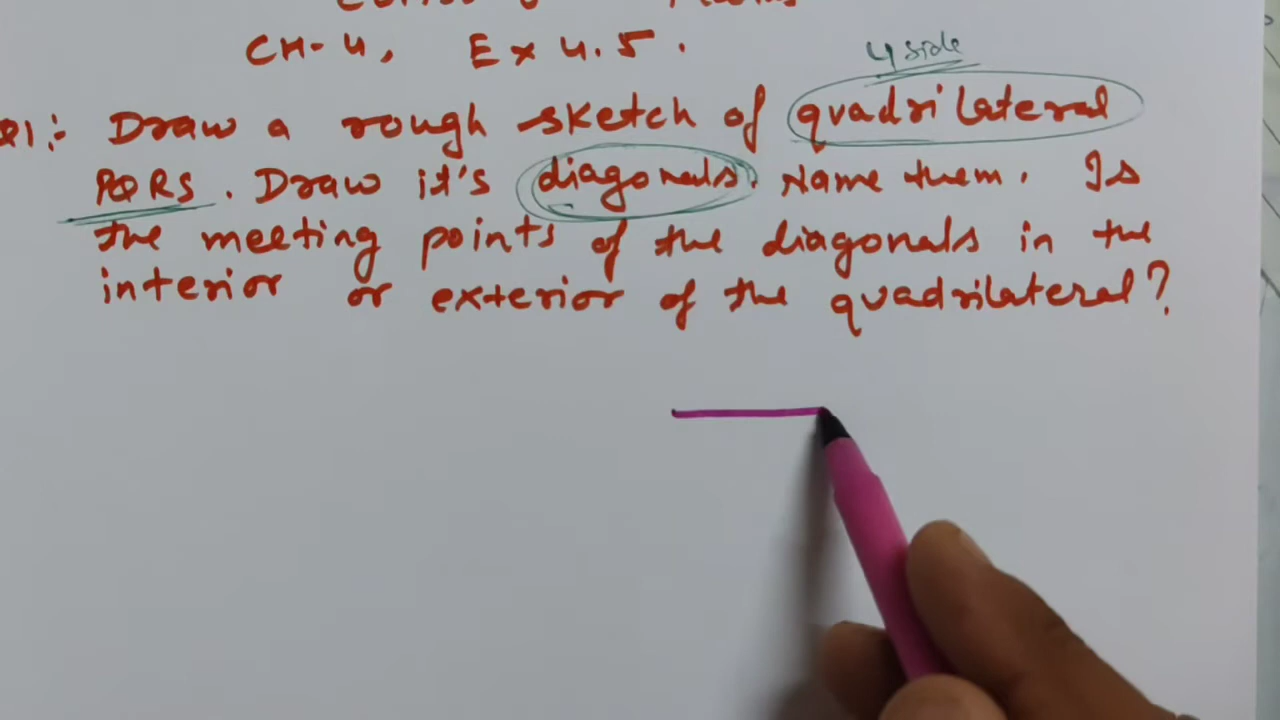 CH-4, Ex 4.5.
4 side
Q1:- Draw a rough sketch of quadrilateral
PQRS. Draw it's diagonals. Name them. Is
the meeting points of the diagonals in the
interior or exterior of the quadrilateral?